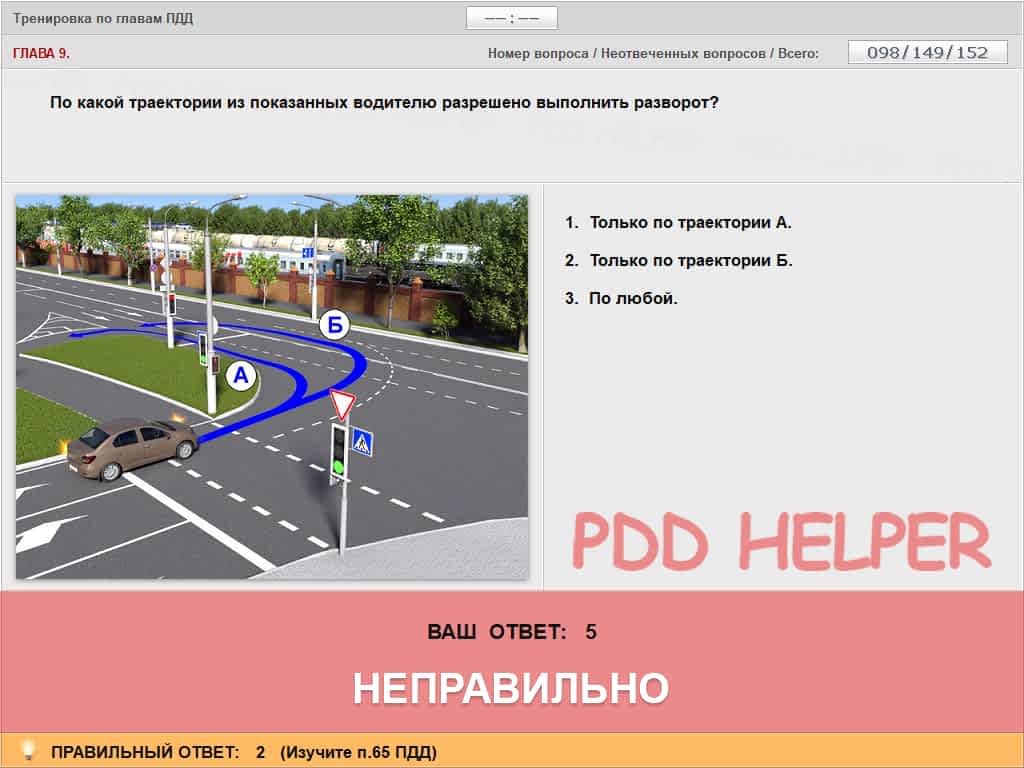 Тренировка по главам ПДД
—— : ——
ГЛАВА 9.
Номер вопроса / Неотвеченных вопросов / Всего:
098/149/152
По какой траектории из показанных водителю разрешено выполнить разворот?
1. Только по траектории А.
2. Только по траектории Б.
3. По любой.
Б
А
PDD HELPER
ВАШ ОТВЕТ: 5
НЕПРАВИЛЬНО
ПРАВИЛЬНЫЙ ОТВЕТ: 2 (Изучите п.65 ПДД)